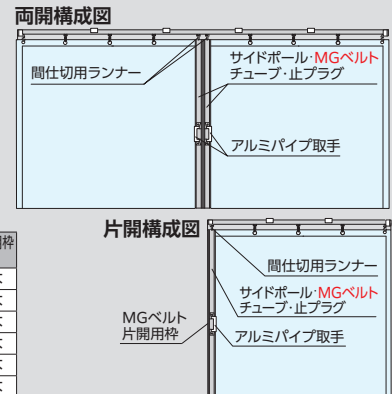 両開構成図
間仕切用ランナー
サイドポール・MGベルト
チューブ・止プラグ
アルミパイプ取手
片開構成図
間仕切用ランナー
サイドポール・MGベルト
チューブ・止プラグ
MGベルト
片開用枠
アルミパイプ取手